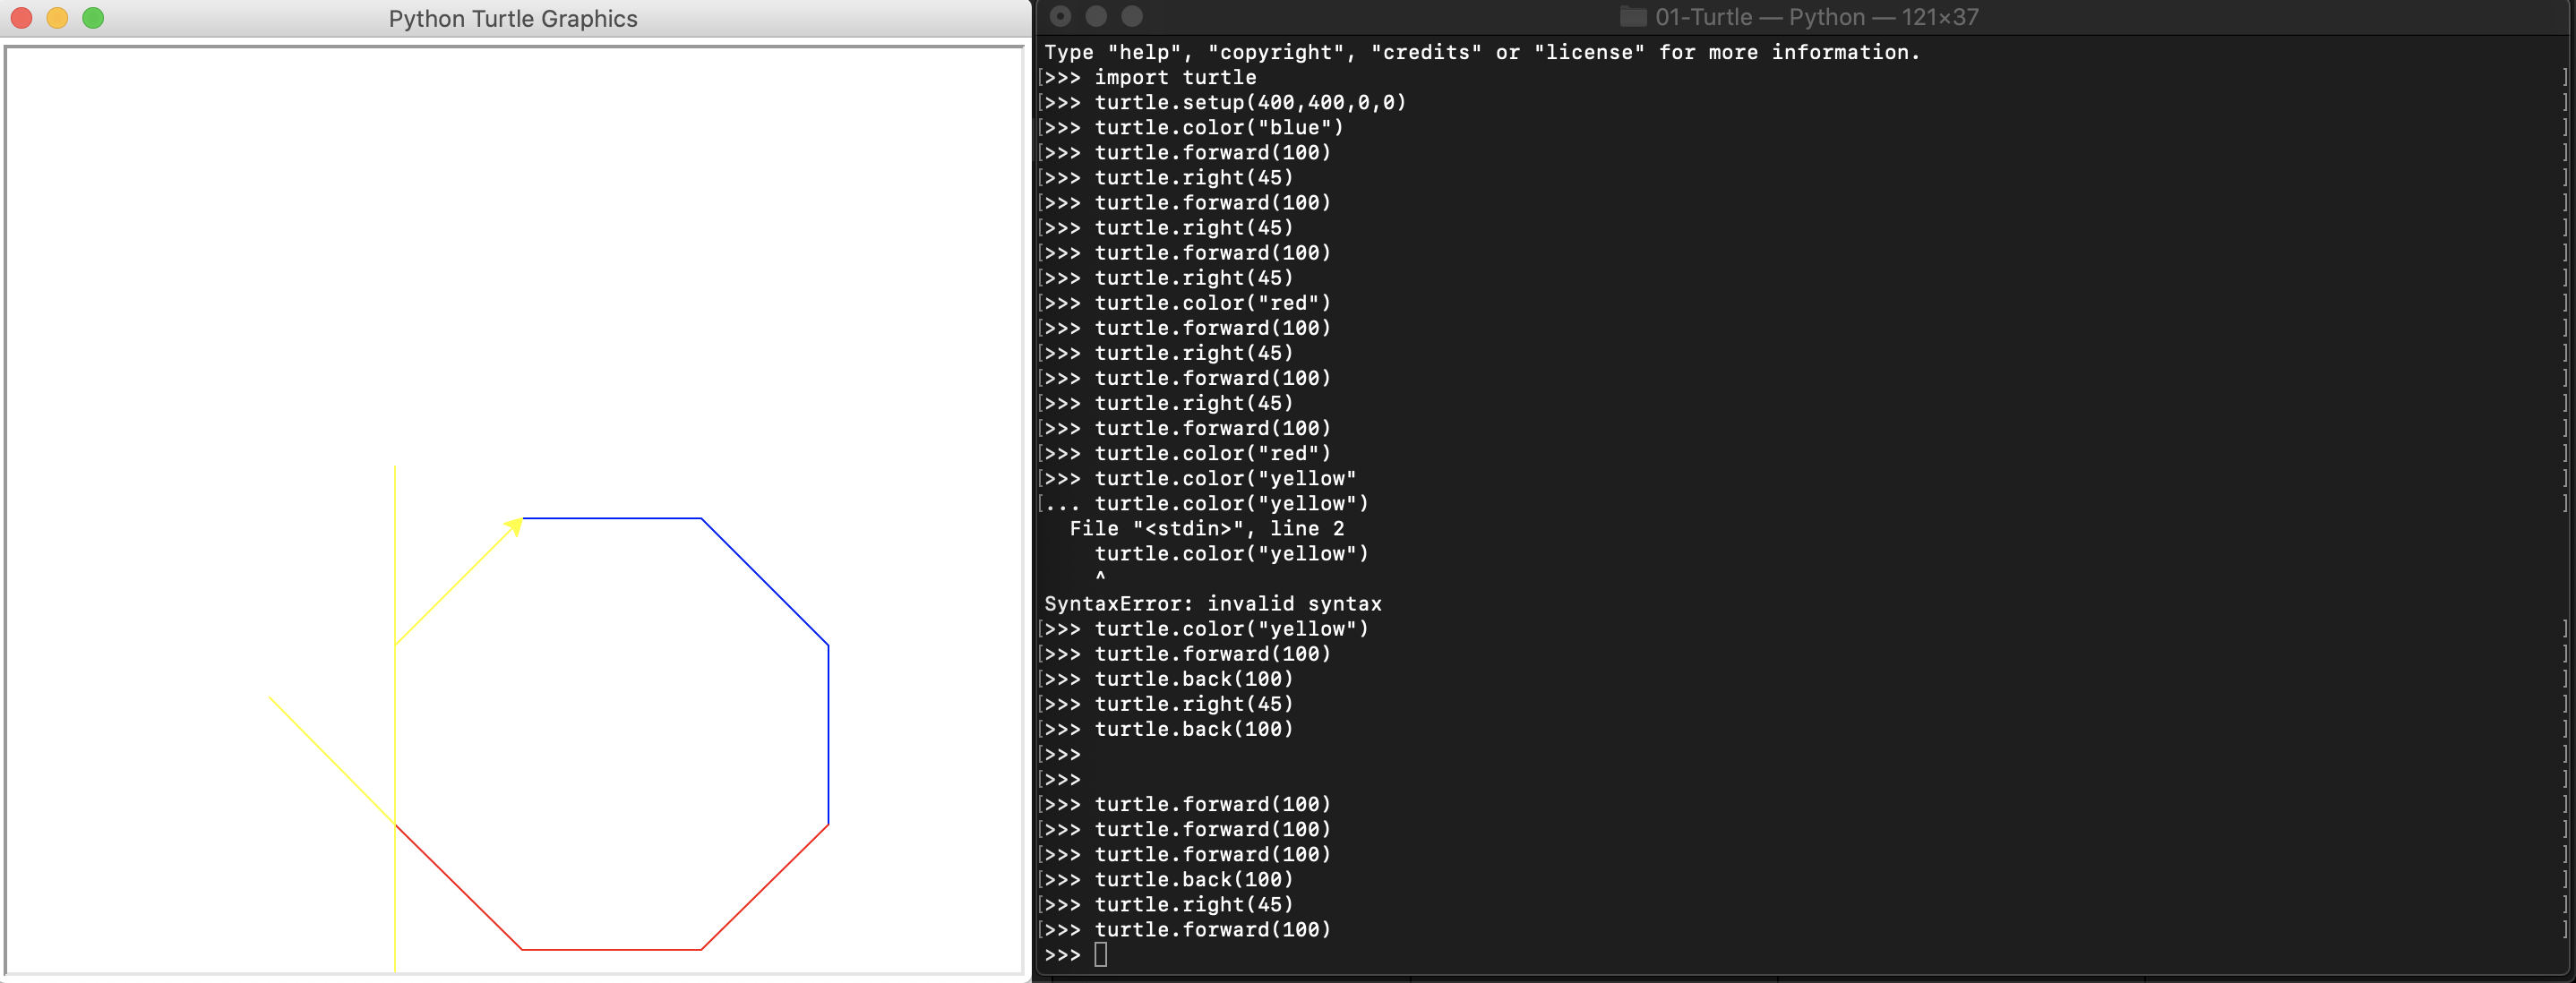 Python Turtle Graphics
01-Turtle — Python — 121×37
Type "help", "copyright", "credits" or "license" for more information.
[>>> import turtle ]
[>>> turtle.setup(400,400,0,0) ]
[>>> turtle.color("blue") ]
[>>> turtle.forward(100) ]
[>>> turtle.right(45) ]
[>>> turtle.forward(100) ]
[>>> turtle.right(45) ]
[>>> turtle.forward(100) ]
[>>> turtle.right(45) ]
[>>> turtle.color("red") ]
[>>> turtle.forward(100) ]
[>>> turtle.right(45) ]
[>>> turtle.forward(100) ]
[>>> turtle.right(45) ]
[>>> turtle.forward(100) ]
[>>> turtle.color("red") ]
[>>> turtle.color("yellow" ]
[... turtle.color("yellow") ]
  File "<stdin>", line 2
    turtle.color("yellow")
    ^
SyntaxError: invalid syntax
[>>> turtle.color("yellow") ]
[>>> turtle.forward(100) ]
[>>> turtle.back(100) ]
[>>> turtle.right(45) ]
[>>> turtle.back(100) ]
[>>> ]
[>>> ]
[>>> turtle.forward(100) ]
[>>> turtle.forward(100) ]
[>>> turtle.forward(100) ]
[>>> turtle.back(100) ]
[>>> turtle.right(45) ]
[>>> turtle.forward(100) ]
>>>